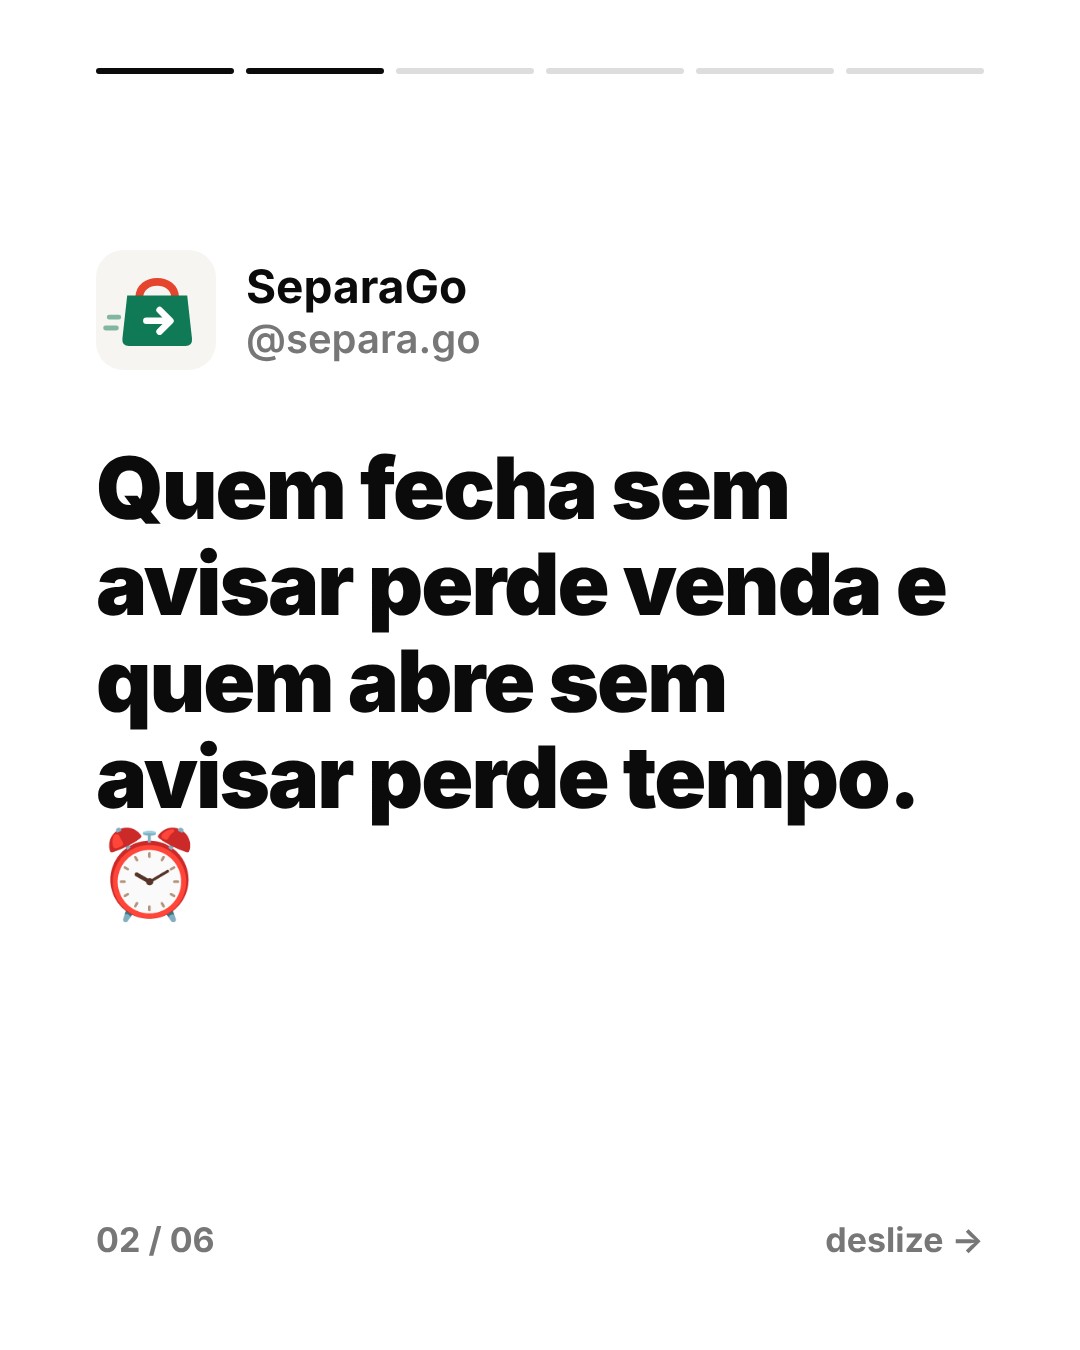 SeparaGo
@separa.go
Quem fecha sem
avisar perde venda e
quem abre sem
avisar perde tempo.
⏰
02 / 06
deslize →